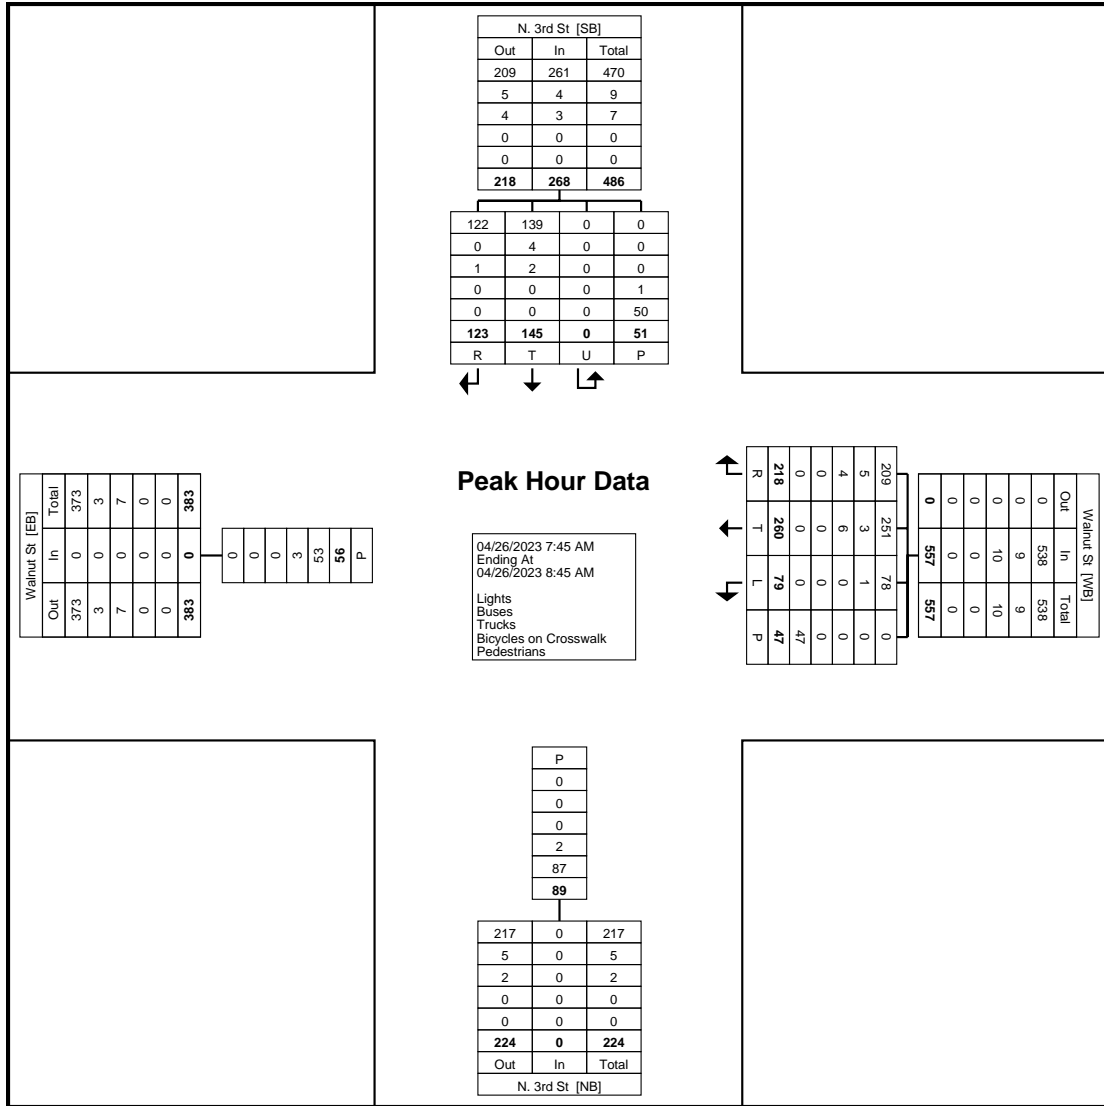 N. 3rd St [SB]
Out In Total
209 261 470
5 4 9
4 3 7
0 0 0
0 0 0
218 268 486
122 139 0 0
0 4 0 0
1 2 0 0
0 0 0 1
0 0 0 50
123 145 0 51
R T U P
Walnut St [EB]
Total 373 3 7 0 0 383
In 0 0 0 0 0 0
Out 373 3 7 0 0 383
0 0 0 3 53 56 P
Peak Hour Data
04/26/2023 7:45 AM
Ending At
04/26/2023 8:45 AM
Lights
Buses
Trucks
Bicycles on Crosswalk
Pedestrians
R 218 0 0 4 5 209
T 260 0 0 6 3 251
L 79 0 0 0 1 78
P 47 47 0 0 0 0
Walnut St [WB]
Out In Total
0 538 538
0 9 9
0 10 10
0 0 0
0 0 0
0 557 557
P
0
0
0
2
87
89
217 0 217
5 0 5
2 0 2
0 0 0
0 0 0
224 0 224
Out In Total
N. 3rd St [NB]